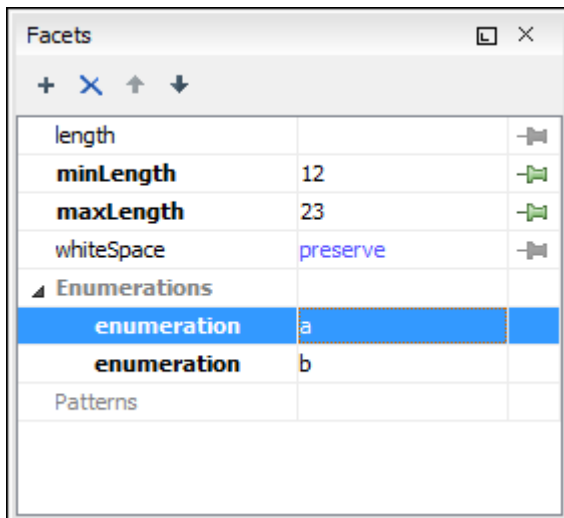 Facets
length
minLength 12
maxLength 23
whiteSpace preserve
Enumerations
enumeration a
enumeration b
Patterns